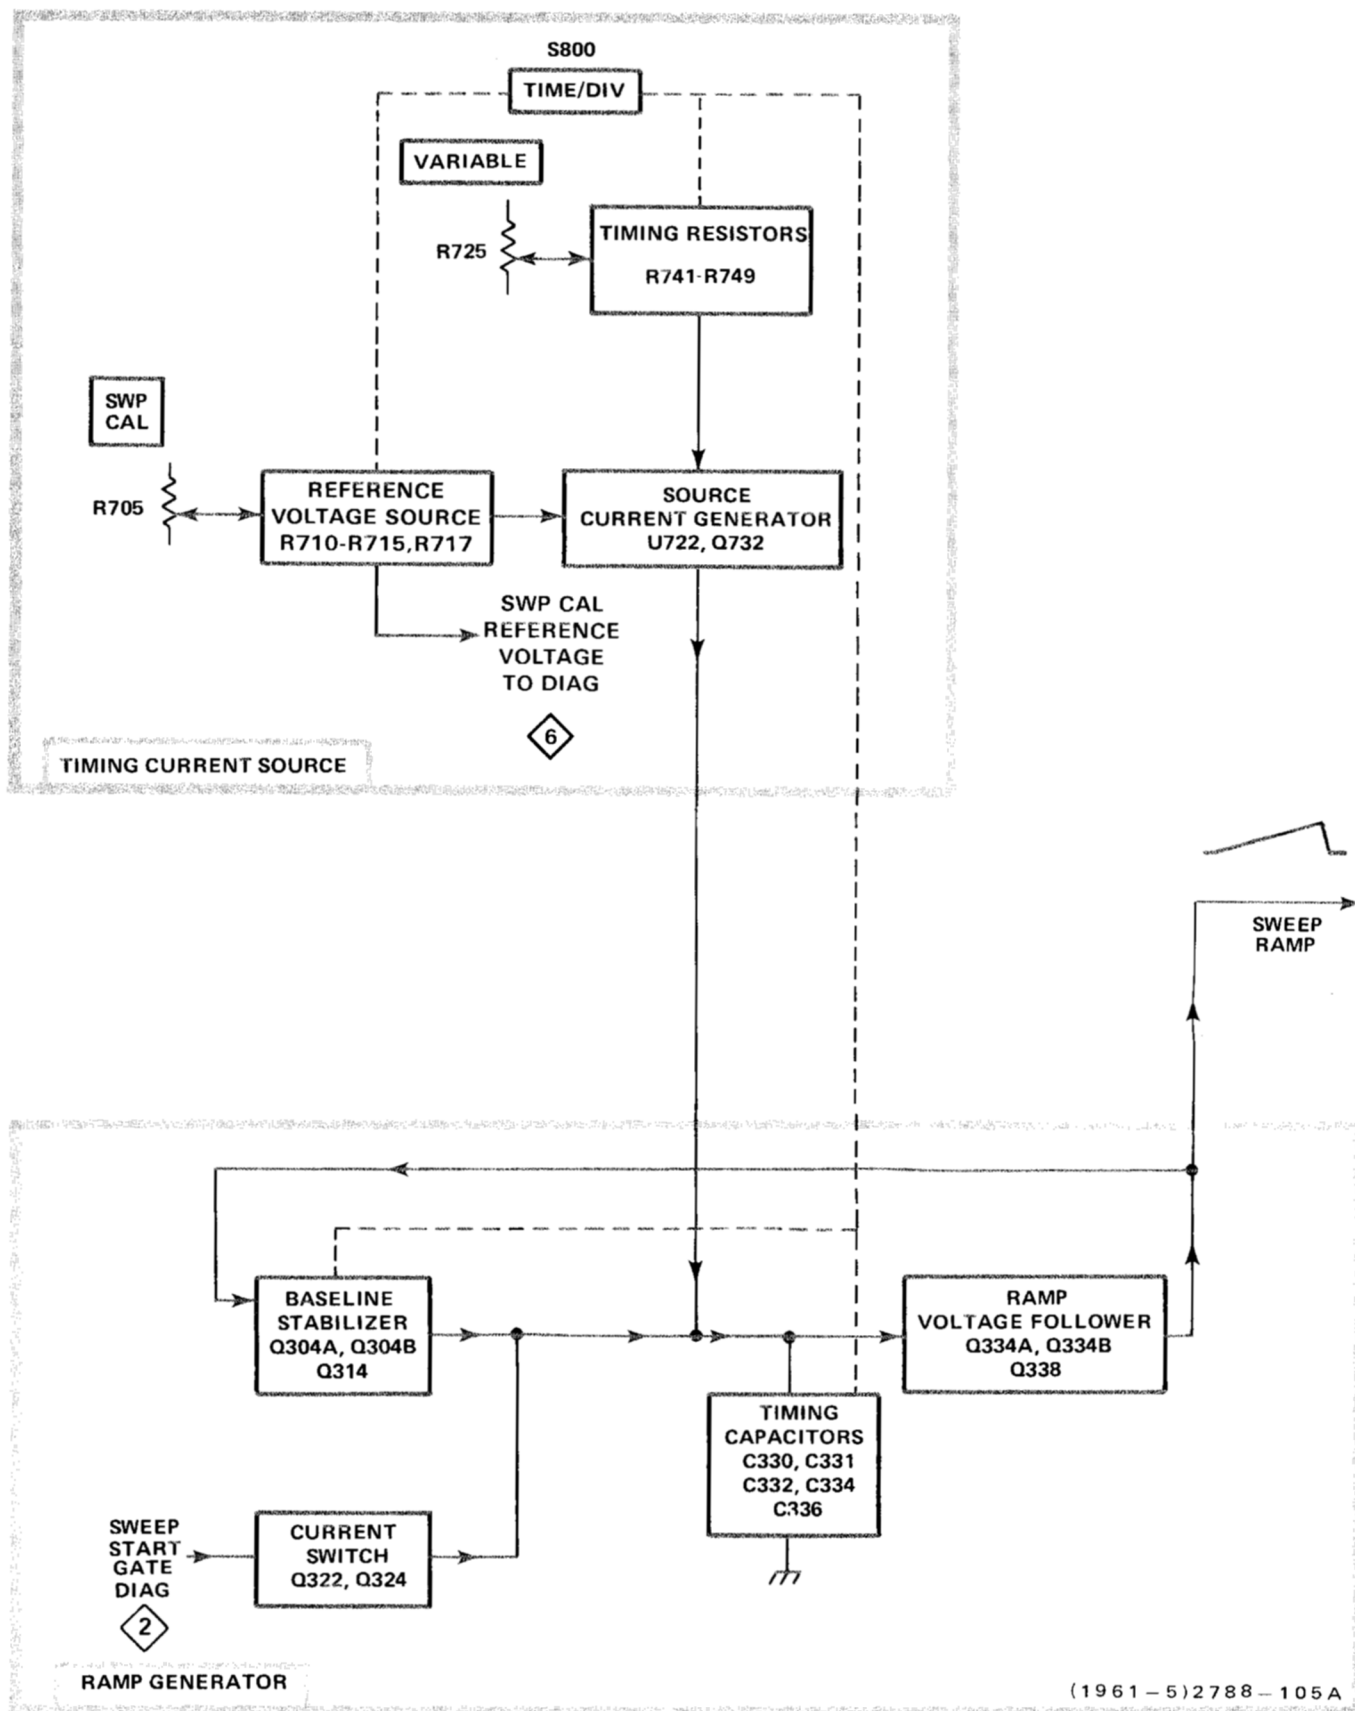 S800
TIME/DIV
VARIABLE
R725
TIMING RESISTORS
R741-R749
SWP
CAL
R705
REFERENCE
VOLTAGE SOURCE
R710-R715,R717
SOURCE
CURRENT GENERATOR
U722, Q732
SWP CAL
REFERENCE
VOLTAGE
TO DIAG
6
TIMING CURRENT SOURCE
SWEEP
RAMP
BASELINE
STABILIZER
Q304A, Q304B
Q314
RAMP
VOLTAGE FOLLOWER
Q334A, Q334B
Q338
TIMING
CAPACITORS
C330, C331
C332, C334
C336
SWEEP
START
GATE
DIAG
2
CURRENT
SWITCH
Q322, Q324
RAMP GENERATOR
(1961-5)2788-105A